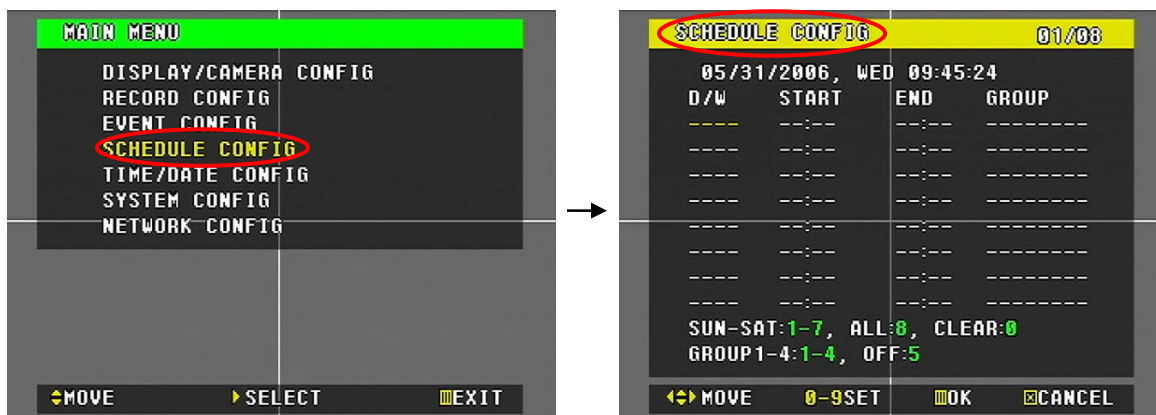 MAIN MENU
DISPLAY/CAMERA CONFIG
RECORD CONFIG
EVENT CONFIG
SCHEDULE CONFIG
TIME/DATE CONFIG
SYSTEM CONFIG
NETWORK CONFIG
MOVE SELECT EXIT
SCHEDULE CONFIG 01/08
05/31/2006, WED 09:45:24
D/W START END GROUP
---- --:-- --:-- --------
---- --:-- --:-- --------
---- --:-- --:-- --------
---- --:-- --:-- --------
---- --:-- --:-- --------
---- --:-- --:-- --------
---- --:-- --:-- --------
---- --:-- --:-- --------
SUN-SAT:1-7, ALL:8, CLEAR:0
GROUP1-4:1-4, OFF:5
MOVE 0-9SET OK CANCEL